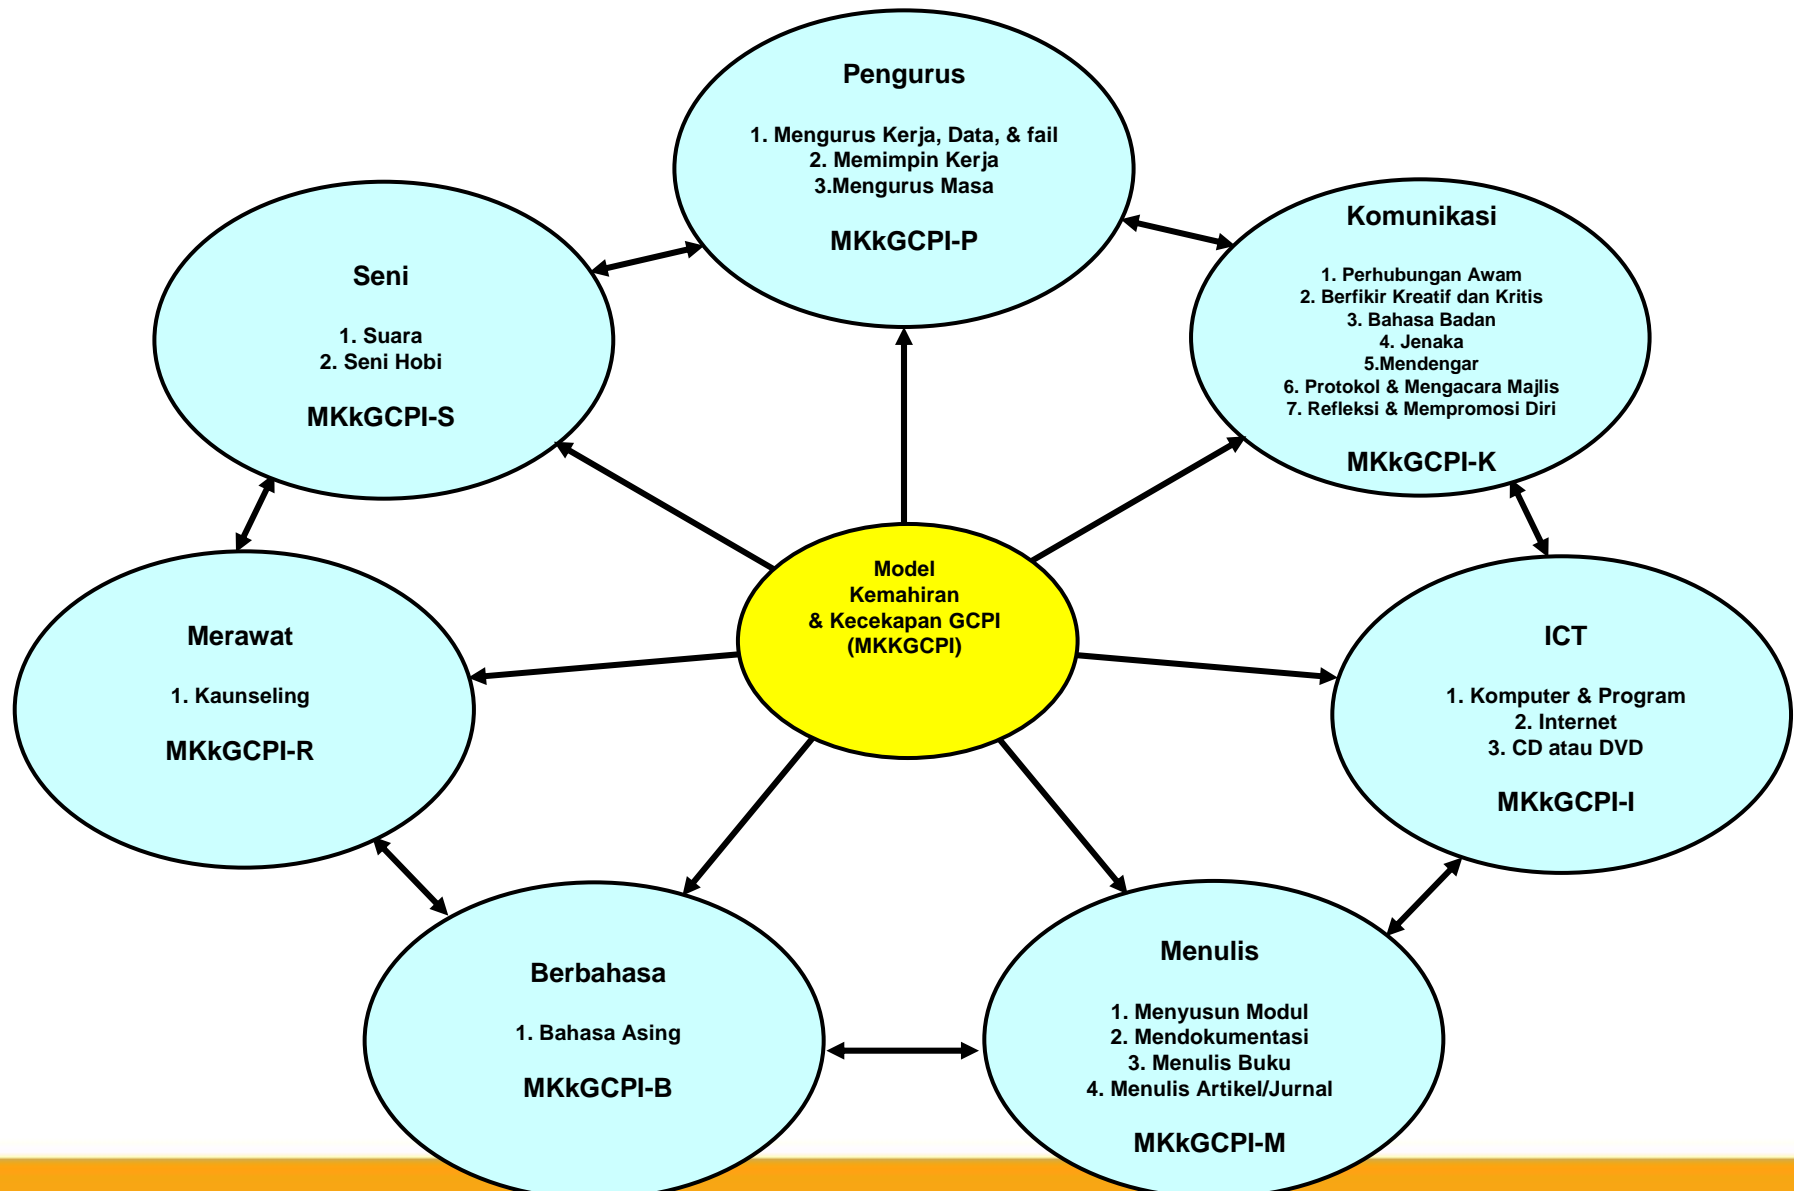 Pengurus
1. Mengurus Kerja, Data, & fail
2. Memimpin Kerja
3.Mengurus Masa
MKkGCPI-P
Komunikasi
1. Perhubungan Awam
2. Berfikir Kreatif dan Kritis
3. Bahasa Badan
4. Jenaka
5.Mendengar
6. Protokol & Mengacara Majlis
7. Refleksi & Mempromosi Diri
MKkGCPI-K
Seni
1. Suara
2. Seni Hobi
MKkGCPI-S
Model
Kemahiran
& Kecekapan GCPI
(MKKGCPI)
Merawat
1. Kaunseling
MKkGCPI-R
ICT
1. Komputer & Program
2. Internet
3. CD atau DVD
MKkGCPI-I
Berbahasa
1. Bahasa Asing
MKkGCPI-B
Menulis
1. Menyusun Modul
2. Mendokumentasi
3. Menulis Buku
4. Menulis Artikel/Jurnal
MKkGCPI-M